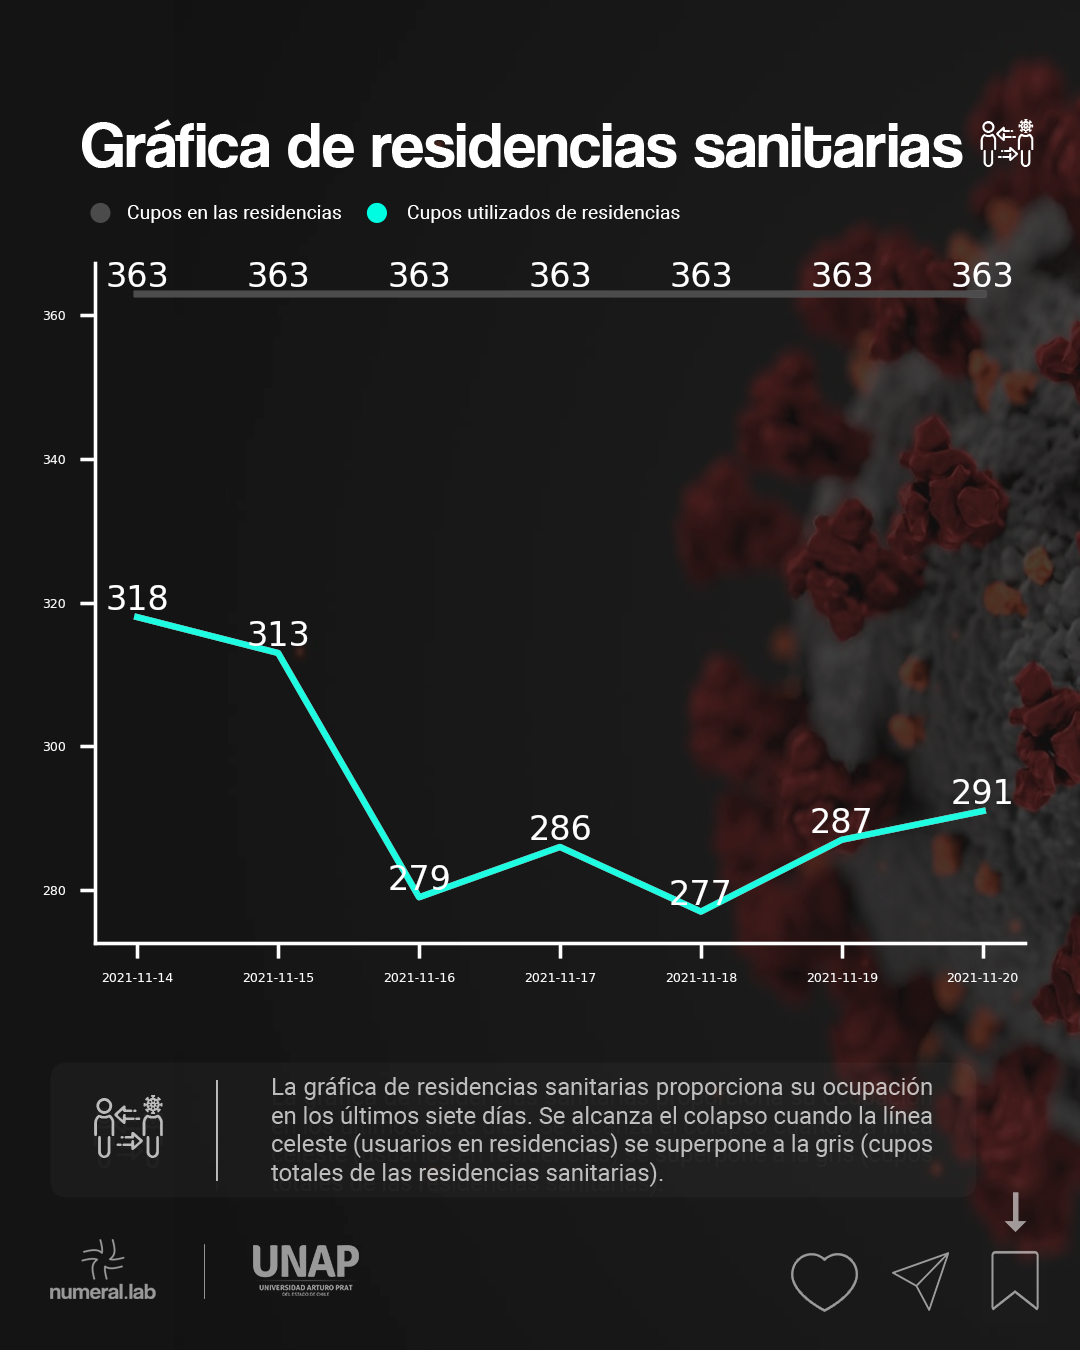 Gráfica de residencias sanitarias
Cupos en las residencias
Cupos utilizados de residencias
363 363 363 363 363 363 363
360
340
320
300
280
318
313
279
286
277
287
291
2021-11-14 2021-11-15 2021-11-16 2021-11-17 2021-11-18 2021-11-19 2021-11-20
La gráfica de residencias sanitarias proporciona su ocupación
en los últimos siete días. Se alcanza el colapso cuando la línea
celeste (usuarios en residencias) se superpone a la gris (cupos
totales de las residencias sanitarias).
numeral.lab
UNAP
UNIVERSIDAD ARTURO PRAT
DEL ESTADO DE CHILE